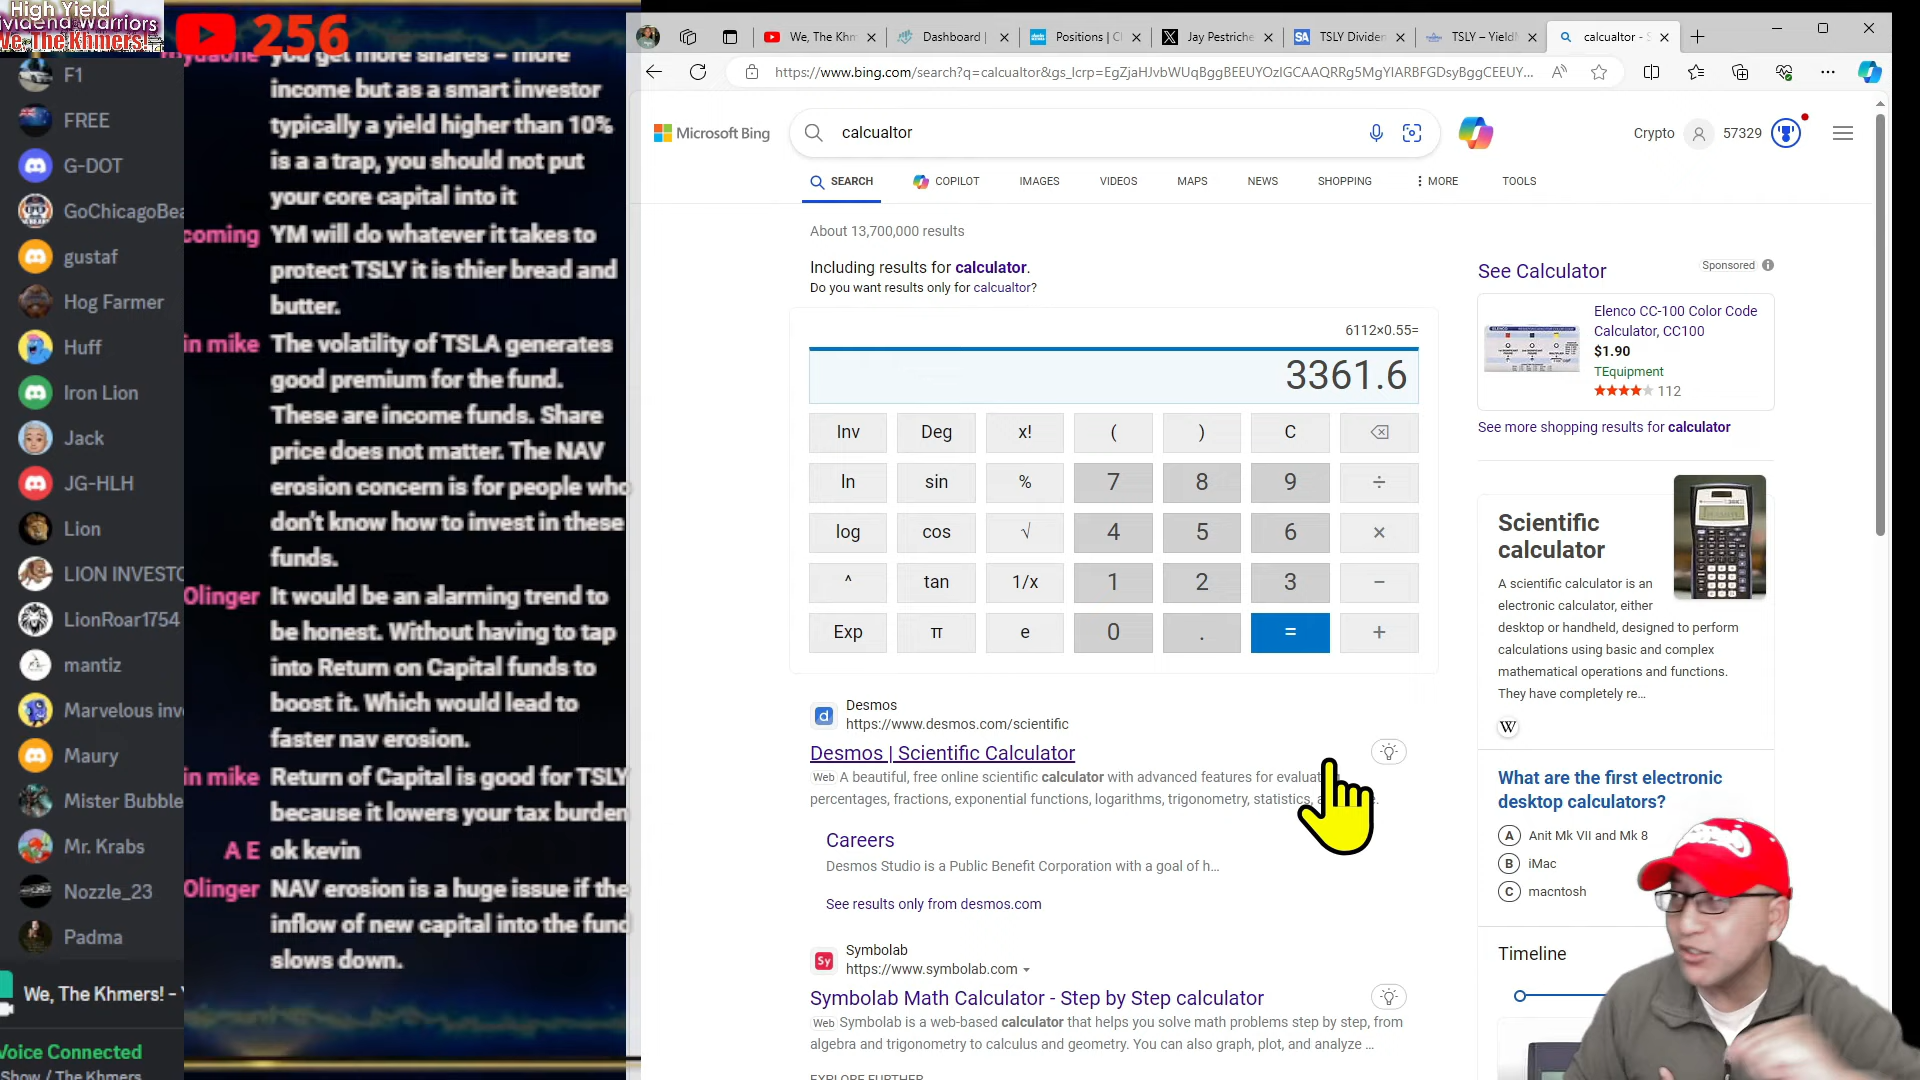 High Yield
Dividend Warriors
We, The Khmers!
256
F1
FREE
G-DOT
GoChicagoBea
gustaf
Hog Farmer
Huff
Iron Lion
Jack
JG-HLH
Lion
LION INVESTO
LionRoar1754
mantiz
Marvelous inv
Maury
Mister Bubble
Mr. Krabs
Nozzle_23
Padma
We, The Khmers! - Y
Voice Connected
Show / The Khmers
you get more shares – more
income but as a smart investor
typically a yield higher than 10%
is a a trap, you should not put
your core capital into it
coming YM will do whatever it takes to
protect TSLY it is thier bread and
butter.
in mike The volatility of TSLA generates
good premium for the fund.
These are income funds. Share
price does not matter. The NAV
erosion concern is for people who
don't know how to invest in these
funds.
Olinger It would be an alarming trend to
be honest. Without having to tap
into Return on Capital funds to
boost it. Which would lead to
faster nav erosion.
in mike Return of Capital is good for TSLY
because it lowers your tax burden
A E ok kevin
Olinger NAV erosion is a huge issue if the
inflow of new capital into the fund
slows down.
We, The Khm
Dashboard |
Positions | C
Jay Pestriche
TSLY Dividen
TSLY – YieldM
calcualtor - S
https://www.bing.com/search?q=calcualtor&gs_lcrp=EgZjaHJvbWUqBggBEEUYOzIGCAAQRRg5MgYIARBFGDsyBggCEEUY...
Microsoft Bing
calcualtor
Crypto
57329
SEARCH
COPILOT
IMAGES
VIDEOS
MAPS
NEWS
SHOPPING
MORE
TOOLS
About 13,700,000 results
Including results for calculator.
Do you want results only for calcualtor?
6112×0.55=
3361.6
Inv Deg x! ( ) C
ln sin % 7 8 9 ÷
log cos √ 4 5 6 ×
^ tan 1/x 1 2 3 −
Exp π e 0 . = +
Desmos
https://www.desmos.com/scientific
Desmos | Scientific Calculator
Web A beautiful, free online scientific calculator with advanced features for evaluat
percentages, fractions, exponential functions, logarithms, trigonometry, statistics,
Careers
Desmos Studio is a Public Benefit Corporation with a goal of h...
See results only from desmos.com
Symbolab
https://www.symbolab.com
Symbolab Math Calculator - Step by Step calculator
Web Symbolab is a web-based calculator that helps you solve math problems step by step, from
algebra and trigonometry to calculus and geometry. You can also graph, plot, and analyze ...
EXPLORE FURTHER
See Calculator
Sponsored
Elenco CC-100 Color Code
Calculator, CC100
$1.90
TEquipment
112
See more shopping results for calculator
Scientific
calculator
A scientific calculator is an
electronic calculator, either
desktop or handheld, designed to perform
calculations using basic and complex
mathematical operations and functions.
They have completely re...
W
What are the first electronic
desktop calculators?
A Anit Mk VII and Mk 8
B iMac
C macntosh
Timeline